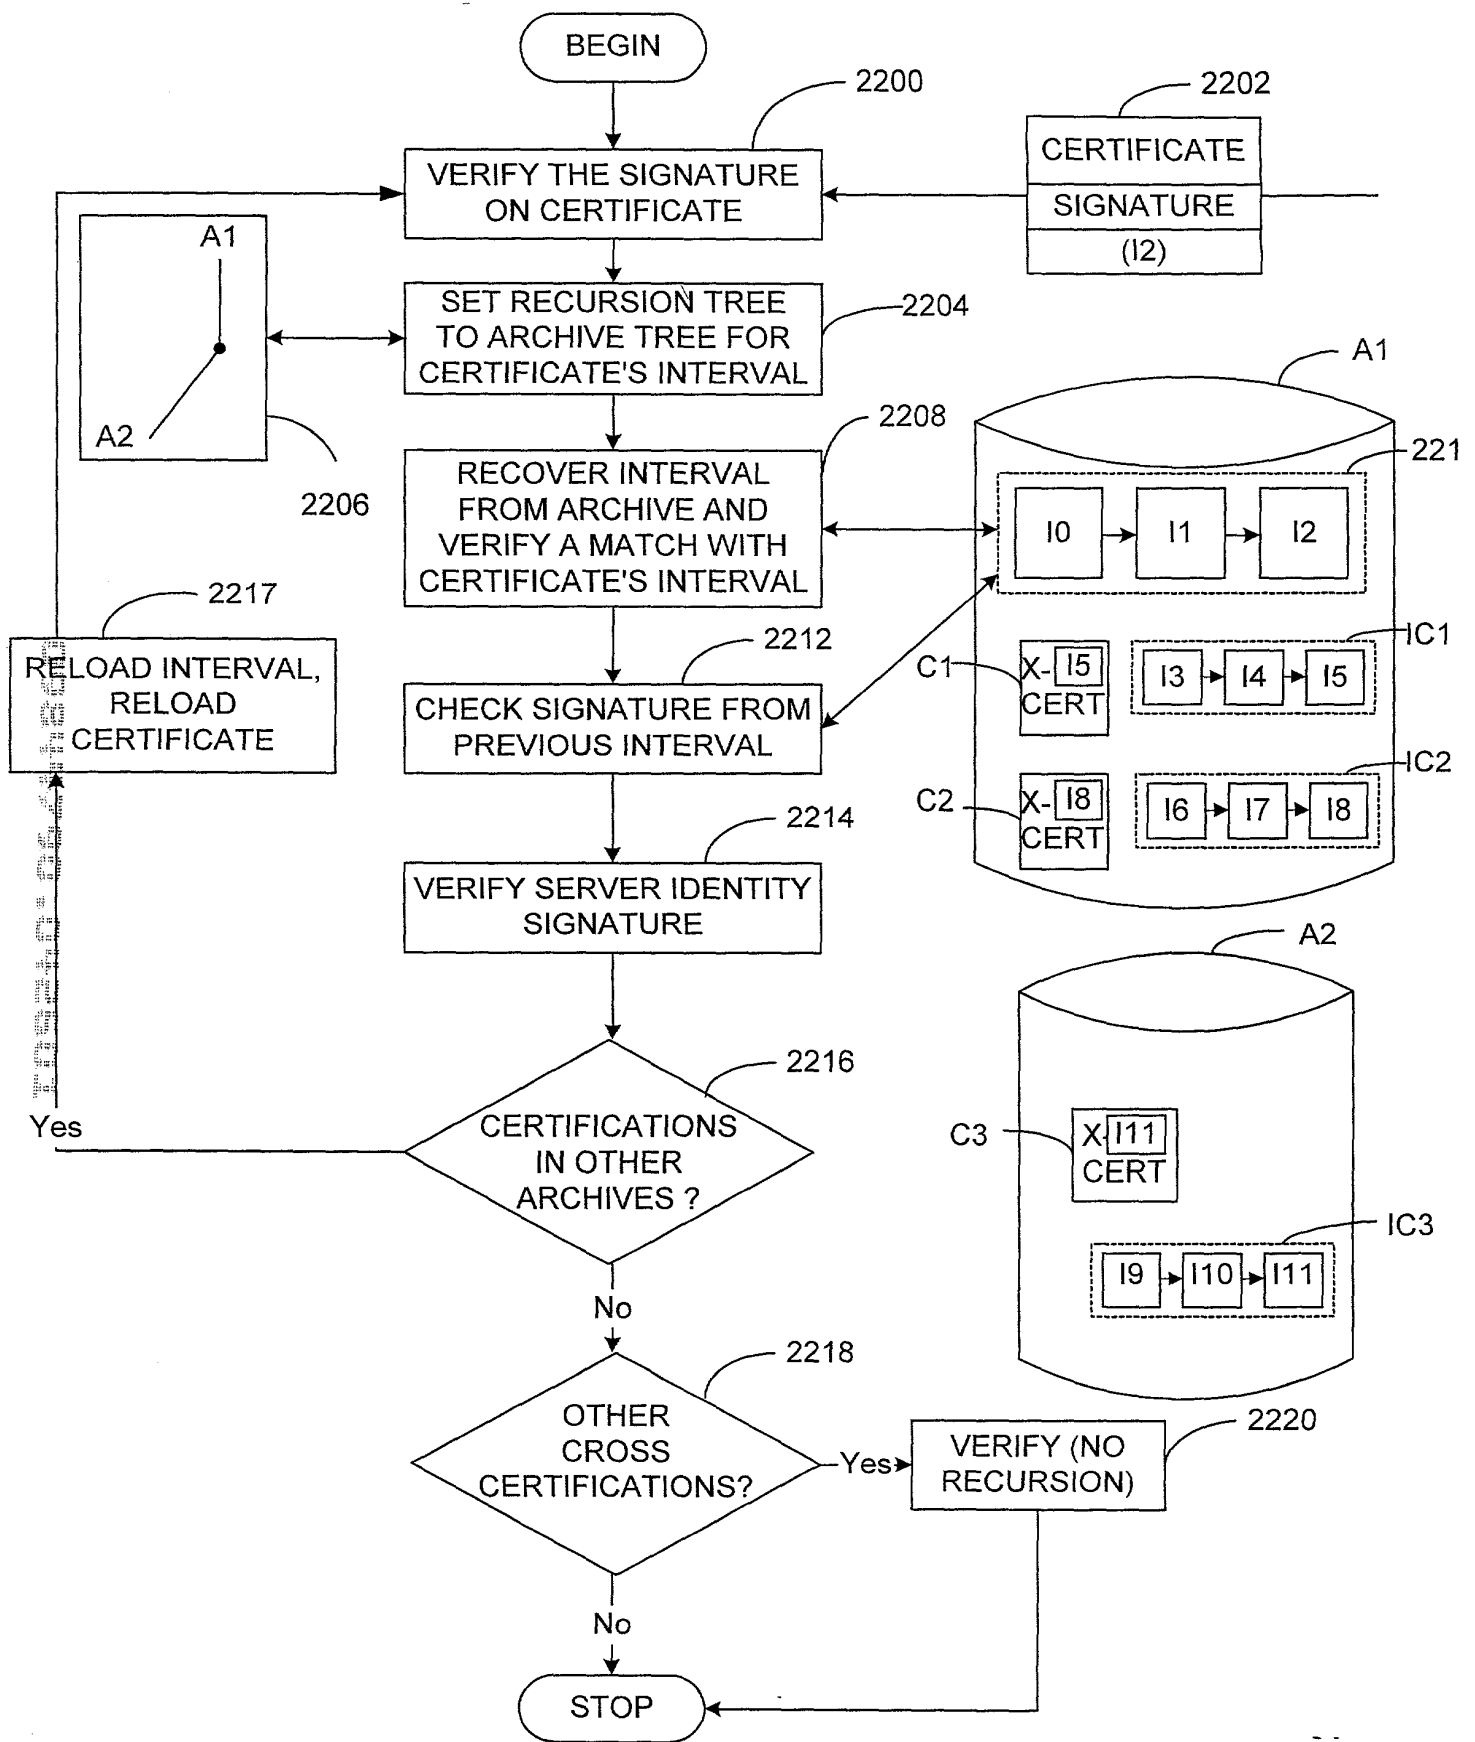 BEGIN
2200
VERIFY THE SIGNATURE
ON CERTIFICATE
2202
CERTIFICATE
SIGNATURE
(I2)
A1
A2
2206
SET RECURSION TREE
TO ARCHIVE TREE FOR
CERTIFICATE'S INTERVAL
2204
RECOVER INTERVAL
FROM ARCHIVE AND
VERIFY A MATCH WITH
CERTIFICATE'S INTERVAL
2208
A1
221
I0
I1
I2
2217
RELOAD INTERVAL,
RELOAD
CERTIFICATE
2212
CHECK SIGNATURE FROM
PREVIOUS INTERVAL
C1
X- I5
CERT
IC1
I3
I4
I5
C2
X- I8
CERT
IC2
I6
I7
I8
2214
VERIFY SERVER IDENTITY
SIGNATURE
A2
2216
CERTIFICATIONS
IN OTHER
ARCHIVES ?
Yes
C3
X- I11
CERT
IC3
I9
I10
I11
No
2218
OTHER
CROSS
CERTIFICATIONS?
Yes
2220
VERIFY (NO
RECURSION)
No
STOP